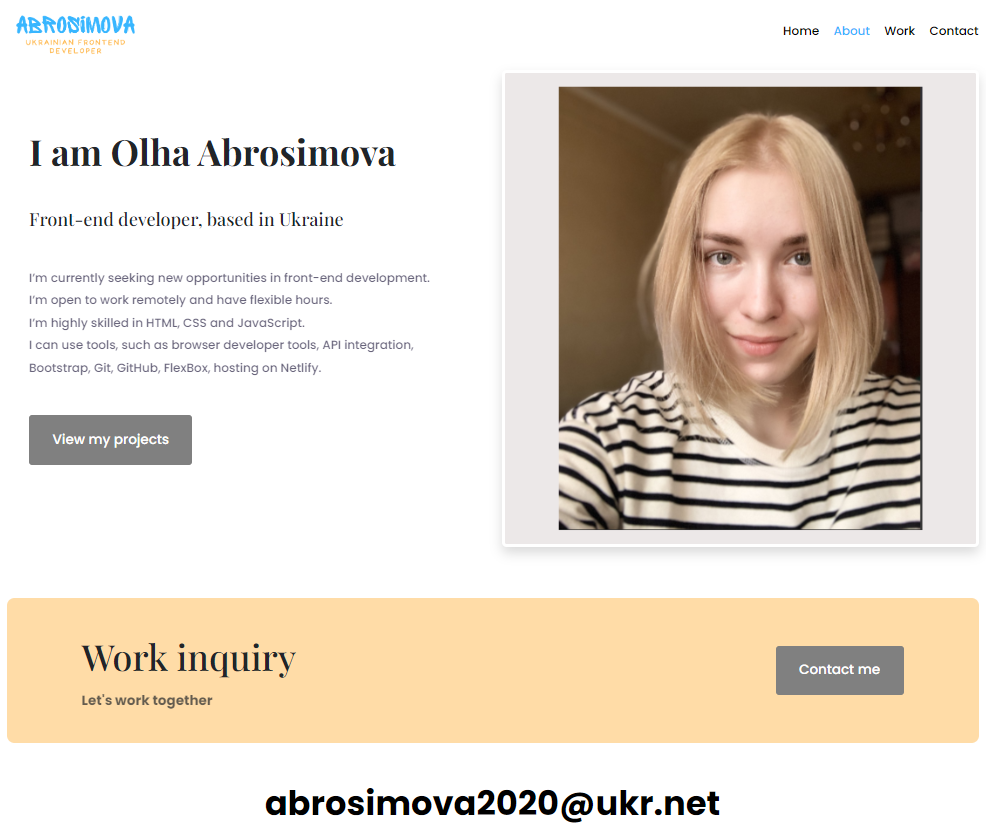 ABROSIMOVA
UKRAINIAN FRONTEND
DEVELOPER
Home About Work Contact
I am Olha Abrosimova
Front-end developer, based in Ukraine
I’m currently seeking new opportunities in front-end development.
I’m open to work remotely and have flexible hours.
I’m highly skilled in HTML, CSS and JavaScript.
I can use tools, such as browser developer tools, API integration,
Bootstrap, Git, GitHub, FlexBox, hosting on Netlify.
View my projects
Work inquiry
Let's work together
Contact me
abrosimova2020@ukr.net